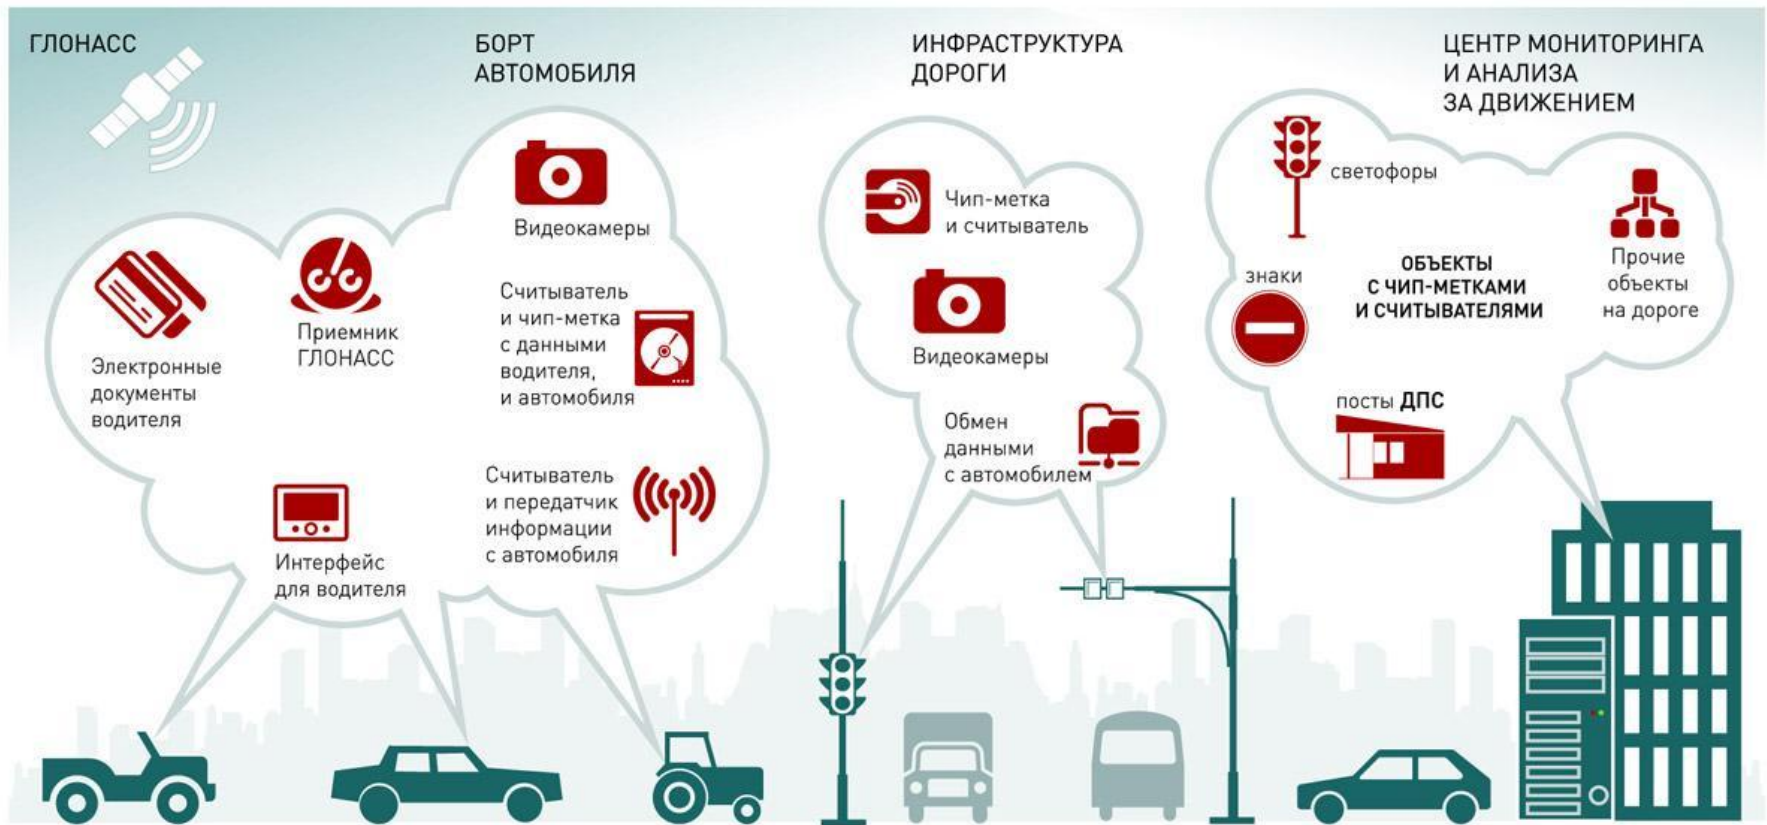 ГЛОНАСС
БОРТ
АВТОМОБИЛЯ
ИНФРАСТРУКТУРА
ДОРОГИ
ЦЕНТР МОНИТОРИНГА
И АНАЛИЗА
ЗА ДВИЖЕНИЕМ
Электронные
документы
водителя
Приемник
ГЛОНАСС
Видеокамеры
Считыватель
и чип-метка
с данными
водителя,
и автомобиля
Считыватель
и передатчик
информации
с автомобиля
Интерфейс
для водителя
Чип-метка
и считыватель
Видеокамеры
Обмен
данными
с автомобилем
светофоры
знаки
ОБЪЕКТЫ
С ЧИП-МЕТКАМИ
И СЧИТЫВАТЕЛЯМИ
Прочие
объекты
на дороге
посты ДПС